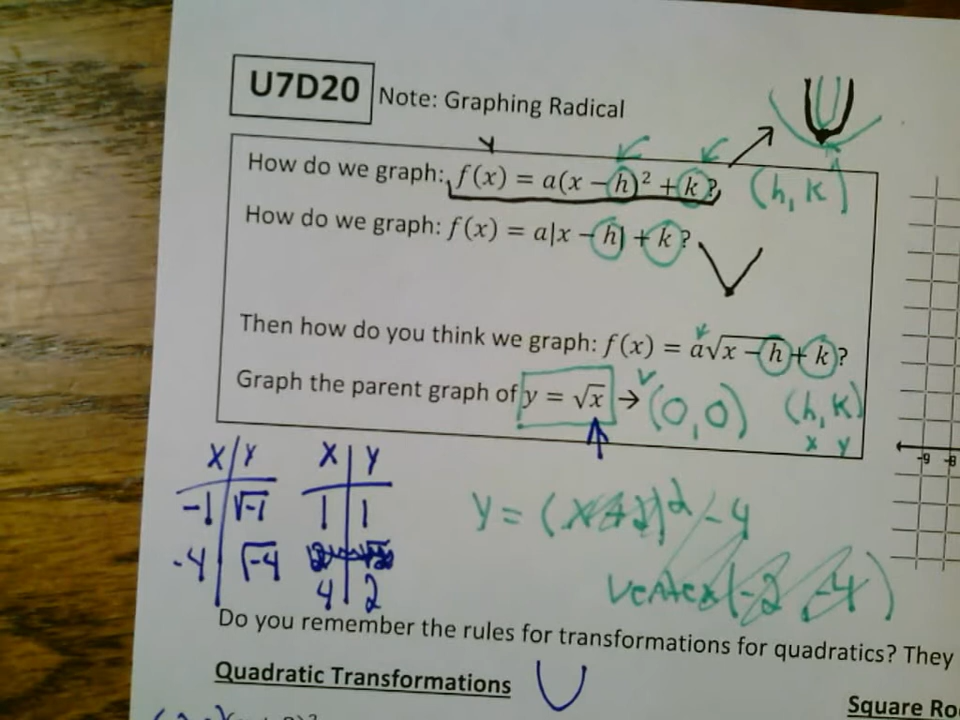 U7D20 Note: Graphing Radical
y
How do we graph: f(x) = a(x − h)² + k? (h, k)
How do we graph: f(x) = a|x − h| + k?
Then how do you think we graph: f(x) = a√x − h + k?
Graph the parent graph of y = √x → (0,0) (h, k)
x y
-9 -8
X Y X Y
-1 √-1 1 1
y = (x+2)² - 4
-4 √-4
4 2
vertex (-2, -4)
Do you remember the rules for transformations for quadratics? They
Quadratic Transformations
Square Ro